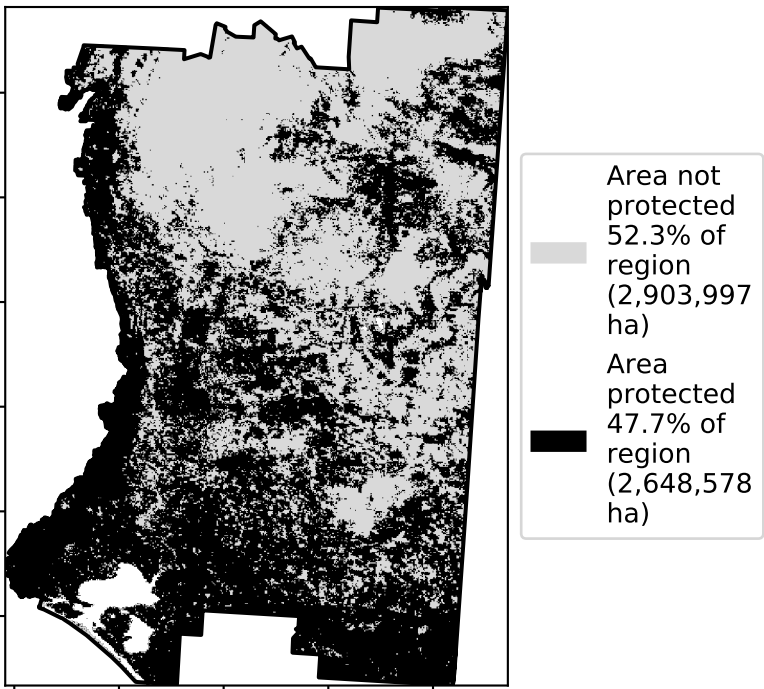 Area not
protected
52.3% of
region
(2,903,997
ha)
Area
protected
47.7% of
region
(2,648,578
ha)